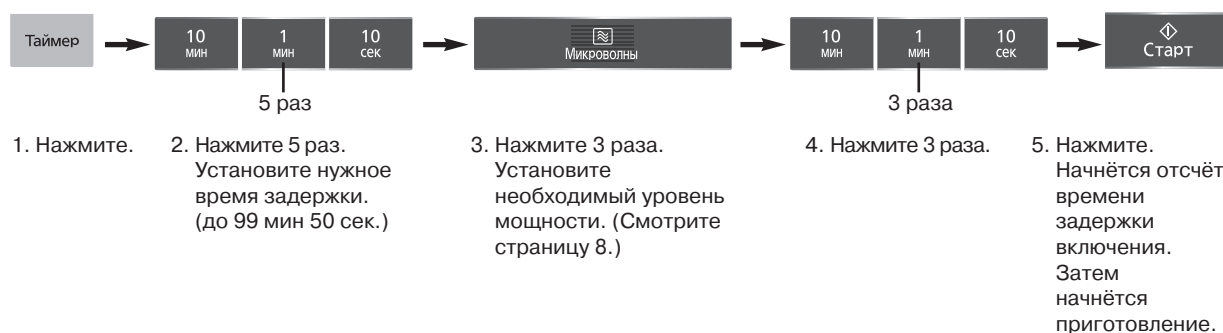 Таймер
10
мин
1
мин
10
сек
Микроволны
10
мин
1
мин
10
сек
Старт
5 раз
3 раза
1. Нажмите.
2. Нажмите 5 раз.
Установите нужное
время задержки.
(до 99 мин 50 сек.)
3. Нажмите 3 раза.
Установите
необходимый уровень
мощности. (Смотрите
страницу 8.)
4. Нажмите 3 раза.
5. Нажмите.
Начнётся отсчёт
времени
задержки
включения.
Затем
начнётся
приготовление.